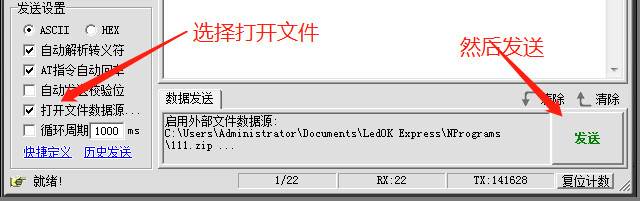 发送设置
ASCII HEX
自动解析转义符
AT指令自动回车
自动发送校验位
打开文件数据源...
循环周期 1000 ms
快捷定义 历史发送
选择打开文件
然后发送
数据发送 清除 清除
启用外部文件数据源:
C:\Users\Administrator\Documents\LedOK Express\NPrograms
\111.zip ...
发送
就绪! 1/22 RX:22 TX:141628 复位计数